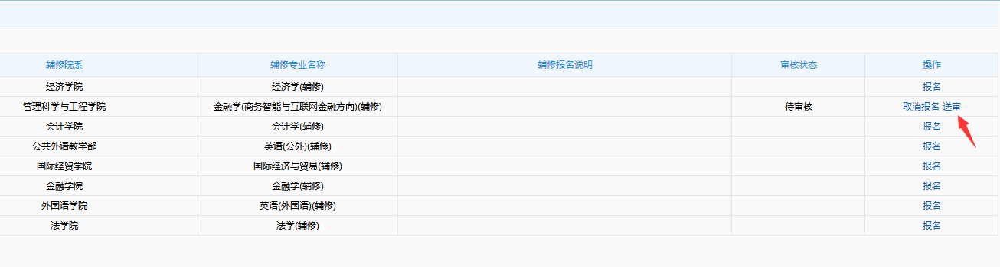 辅修院系 辅修专业名称 辅修报名说明 审核状态 操作
经济学院 经济学(辅修) 报名
管理科学与工程学院 金融学(商务智能与互联网金融方向)(辅修) 待审核 取消报名 送审
会计学院 会计学(辅修) 报名
公共外语教学部 英语(公外)(辅修) 报名
国际经贸学院 国际经济与贸易(辅修) 报名
金融学院 金融学(辅修) 报名
外国语学院 英语(外国语)(辅修) 报名
法学院 法学(辅修) 报名